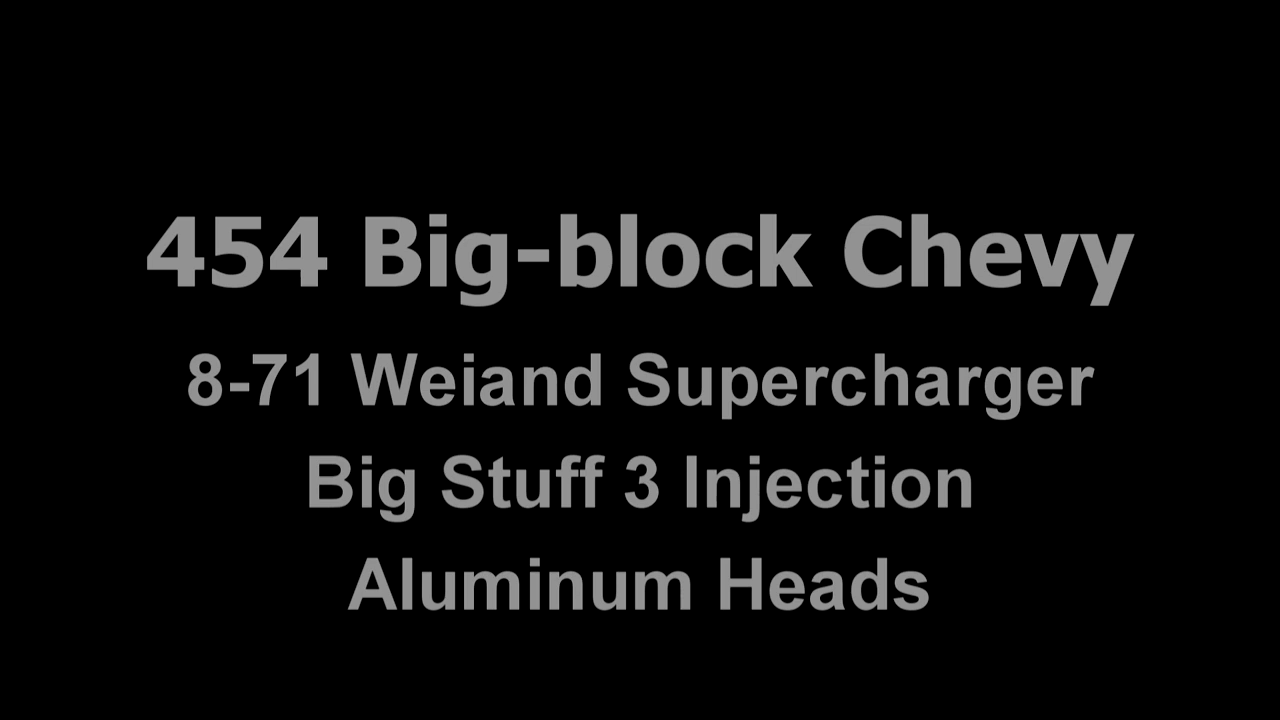 454 Big-block Chevy
8-71 Weiand Supercharger
Big Stuff 3 Injection
Aluminum Heads